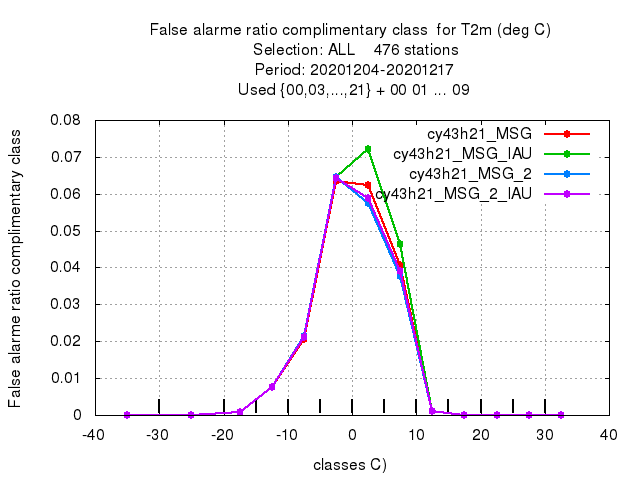 False alarme ratio complimentary class  for T2m (deg C)
Selection: ALL    476 stations
Period: 20201204-20201217
Used {00,03,...,21} + 00 01 ... 09
False alarme ratio complimentary class
0.08
0.07
0.06
0.05
0.04
0.03
0.02
0.01
0
cy43h21_MSG
cy43h21_MSG_IAU
cy43h21_MSG_2
cy43h21_MSG_2_IAU
-40 -30 -20 -10 0 10 20 30 40
classes C)